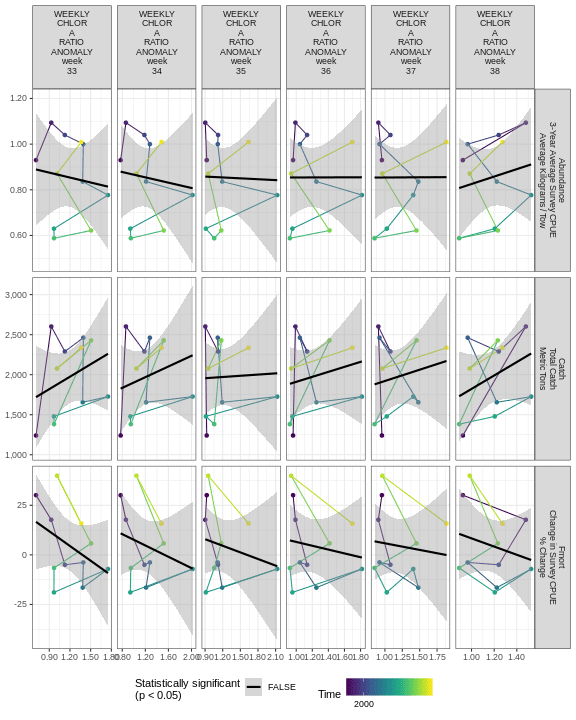 WEEKLY
CHLOR
A
RATIO
ANOMALY
week
33
WEEKLY
CHLOR
A
RATIO
ANOMALY
week
34
WEEKLY
CHLOR
A
RATIO
ANOMALY
week
35
WEEKLY
CHLOR
A
RATIO
ANOMALY
week
36
WEEKLY
CHLOR
A
RATIO
ANOMALY
week
37
WEEKLY
CHLOR
A
RATIO
ANOMALY
week
38
1.20
1.00
0.80
0.60
Abundance
3-Year Average Survey CPUE
Average Kilograms / Tow
3,000
2,500
2,000
1,500
1,000
Catch
Total Catch
Metric Tons
25
0
-25
Fmort
Change in Survey CPUE
% Change
0.90 1.20 1.50 1.80
0.80 1.20 1.60 2.00
0.90 1.20 1.50 1.80 2.10
1.00 1.20 1.40 1.60 1.80
1.00 1.25 1.50 1.75
1.00 1.20 1.40
Statistically significant
(p < 0.05)
FALSE
Time
2000